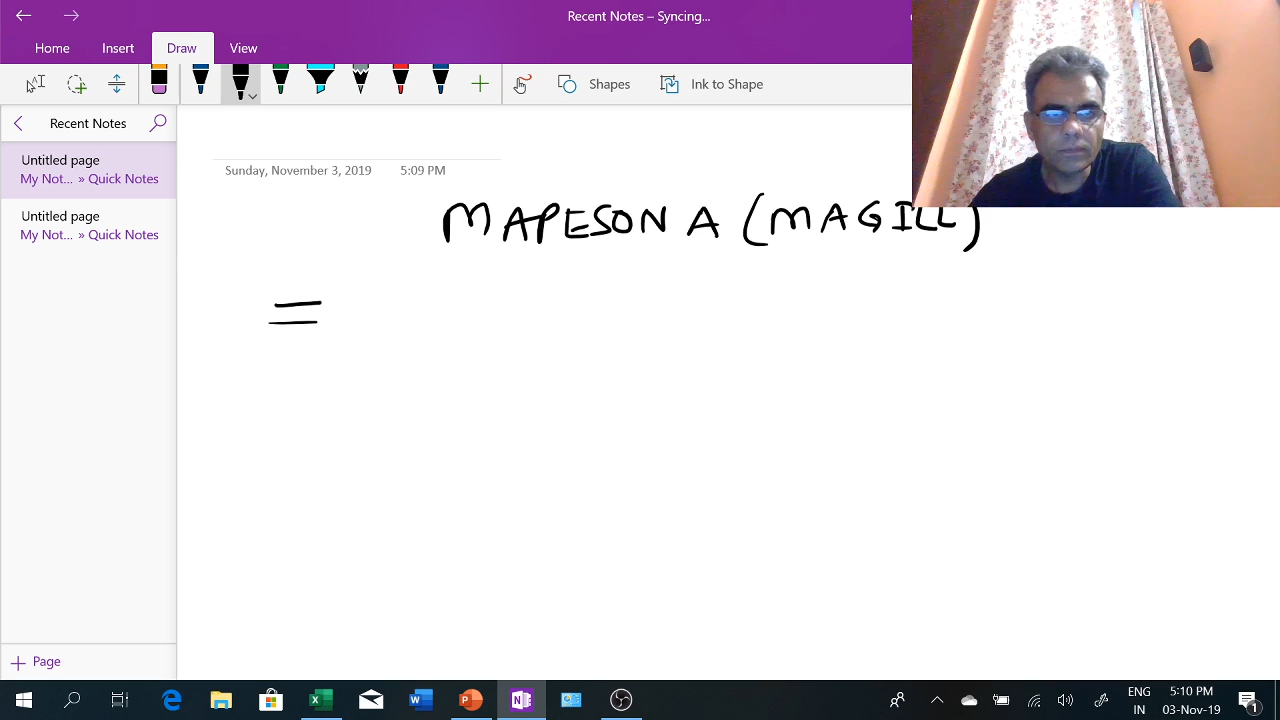 Recent Notes – Syncing...
Home Insert Draw View
Shapes Ink to Shape
Recent Notes
Untitled page
My Not... » Quick Notes
Untitled page
My Not... » Quick Notes
Sunday, November 3, 2019 5:09 PM
MAPESON A (MAGILL)
=
+ Page
ENG
IN
5:10 PM
03-Nov-19
1